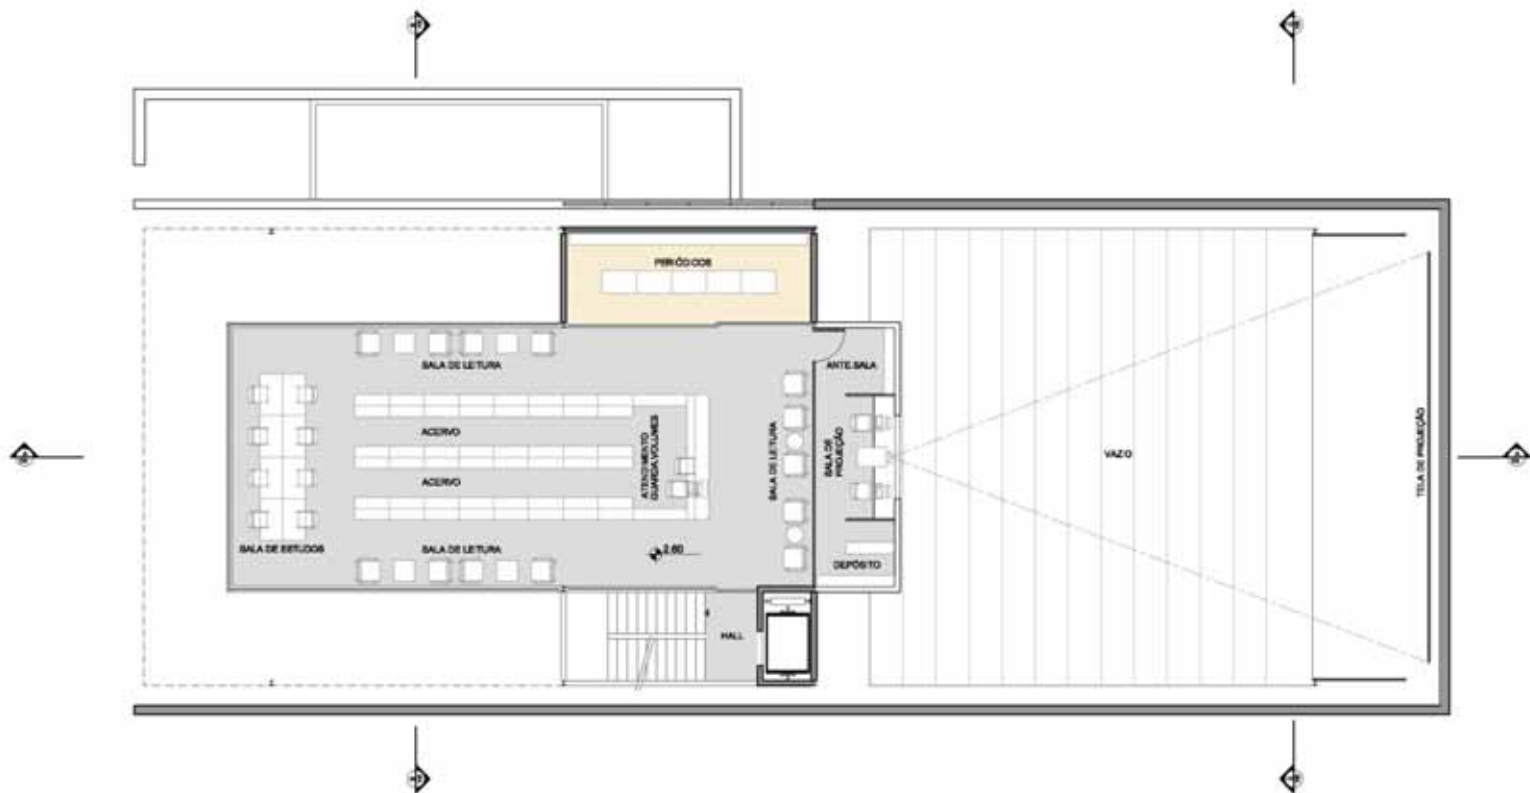 PERIÓDICOS
SALA DE LEITURA
ANTE.SALA
ACERVO
ATENDIMENTO
GUARDA VOLUMES
SALA DE LEITURA
SALA DE
PROJEÇÃO
VAZIO
TELA DE PROJEÇÃO
ACERVO
SALA DE ESTUDOS
SALA DE LEITURA
2.60
DEPÓSITO
HALL